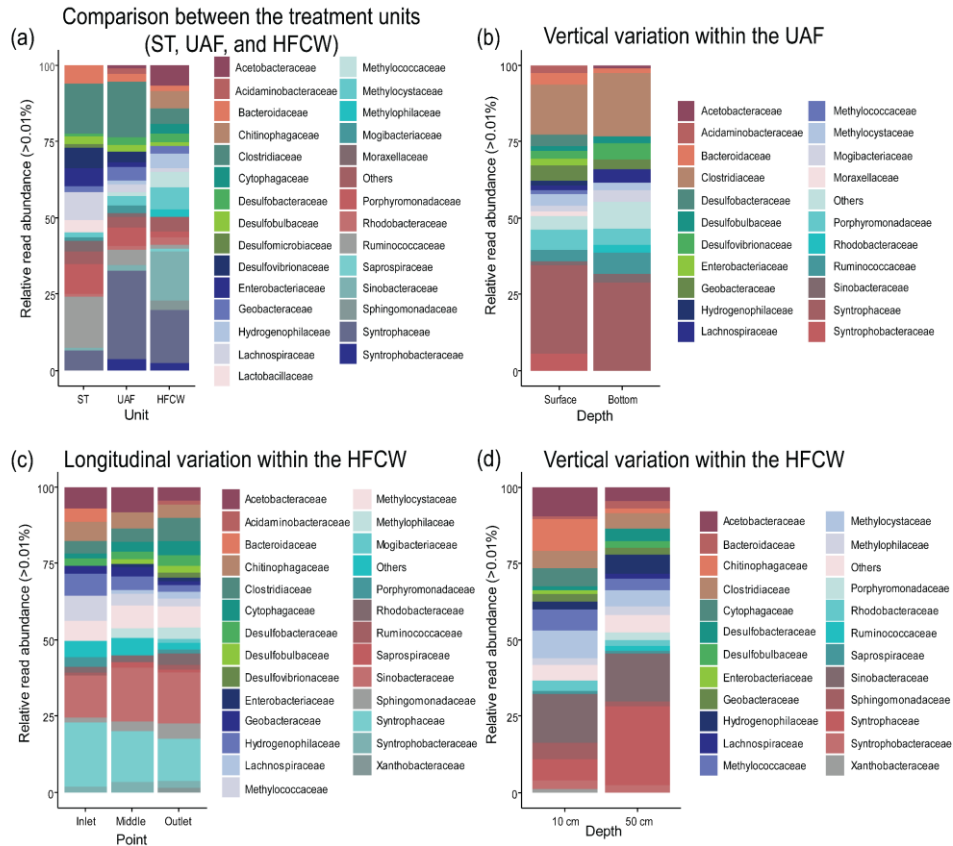 Comparison between the treatment units
(ST, UAF, and HFCW)
(a)
Relative read abundance (>0.01%)
100
75
50
25
0
ST
UAF
HFCW
Unit
Acetobacteraceae
Acidaminobacteraceae
Bacteroidaceae
Chitinophagaceae
Clostridiaceae
Cytophagaceae
Desulfobacteraceae
Desulfobulbaceae
Desulfomicrobiaceae
Desulfovibrionaceae
Enterobacteriaceae
Geobacteraceae
Hydrogenophilaceae
Lachnospiraceae
Lactobacillaceae
Methylococcaceae
Methylocystaceae
Methylophilaceae
Mogibacteriaceae
Moraxellaceae
Others
Porphyromonadaceae
Rhodobacteraceae
Ruminococcaceae
Saprospiraceae
Sinobacteraceae
Sphingomonadaceae
Syntrophaceae
Syntrophobacteraceae
(b)
Vertical variation within the UAF
Relative read abundance (>0.01%)
100
75
50
25
0
Surface
Bottom
Depth
Acetobacteraceae
Acidaminobacteraceae
Bacteroidaceae
Clostridiaceae
Desulfobacteraceae
Desulfobulbaceae
Desulfovibrionaceae
Enterobacteriaceae
Geobacteraceae
Hydrogenophilaceae
Lachnospiraceae
Methylococcaceae
Methylocystaceae
Mogibacteriaceae
Moraxellaceae
Others
Porphyromonadaceae
Rhodobacteraceae
Ruminococcaceae
Sinobacteraceae
Syntrophaceae
Syntrophobacteraceae
(c)
Longitudinal variation within the HFCW
Relative read abundance (>0.01%)
100
75
50
25
0
Inlet
Middle
Outlet
Point
Acetobacteraceae
Acidaminobacteraceae
Bacteroidaceae
Chitinophagaceae
Clostridiaceae
Cytophagaceae
Desulfobacteraceae
Desulfobulbaceae
Desulfovibrionaceae
Enterobacteriaceae
Geobacteraceae
Hydrogenophilaceae
Lachnospiraceae
Methylococcaceae
Methylocystaceae
Methylophilaceae
Mogibacteriaceae
Others
Porphyromonadaceae
Rhodobacteraceae
Ruminococcaceae
Saprospiraceae
Sinobacteraceae
Sphingomonadaceae
Syntrophaceae
Syntrophobacteraceae
Xanthobacteraceae
(d)
Vertical variation within the HFCW
Relative read abundance (>0.01%)
100
75
50
25
0
10 cm
50 cm
Depth
Acetobacteraceae
Bacteroidaceae
Chitinophagaceae
Clostridiaceae
Cytophagaceae
Desulfobacteraceae
Desulfobulbaceae
Enterobacteriaceae
Geobacteraceae
Hydrogenophilaceae
Lachnospiraceae
Methylococcaceae
Methylocystaceae
Methylophilaceae
Others
Porphyromonadaceae
Rhodobacteraceae
Ruminococcaceae
Saprospiraceae
Sinobacteraceae
Sphingomonadaceae
Syntrophaceae
Syntrophobacteraceae
Xanthobacteraceae